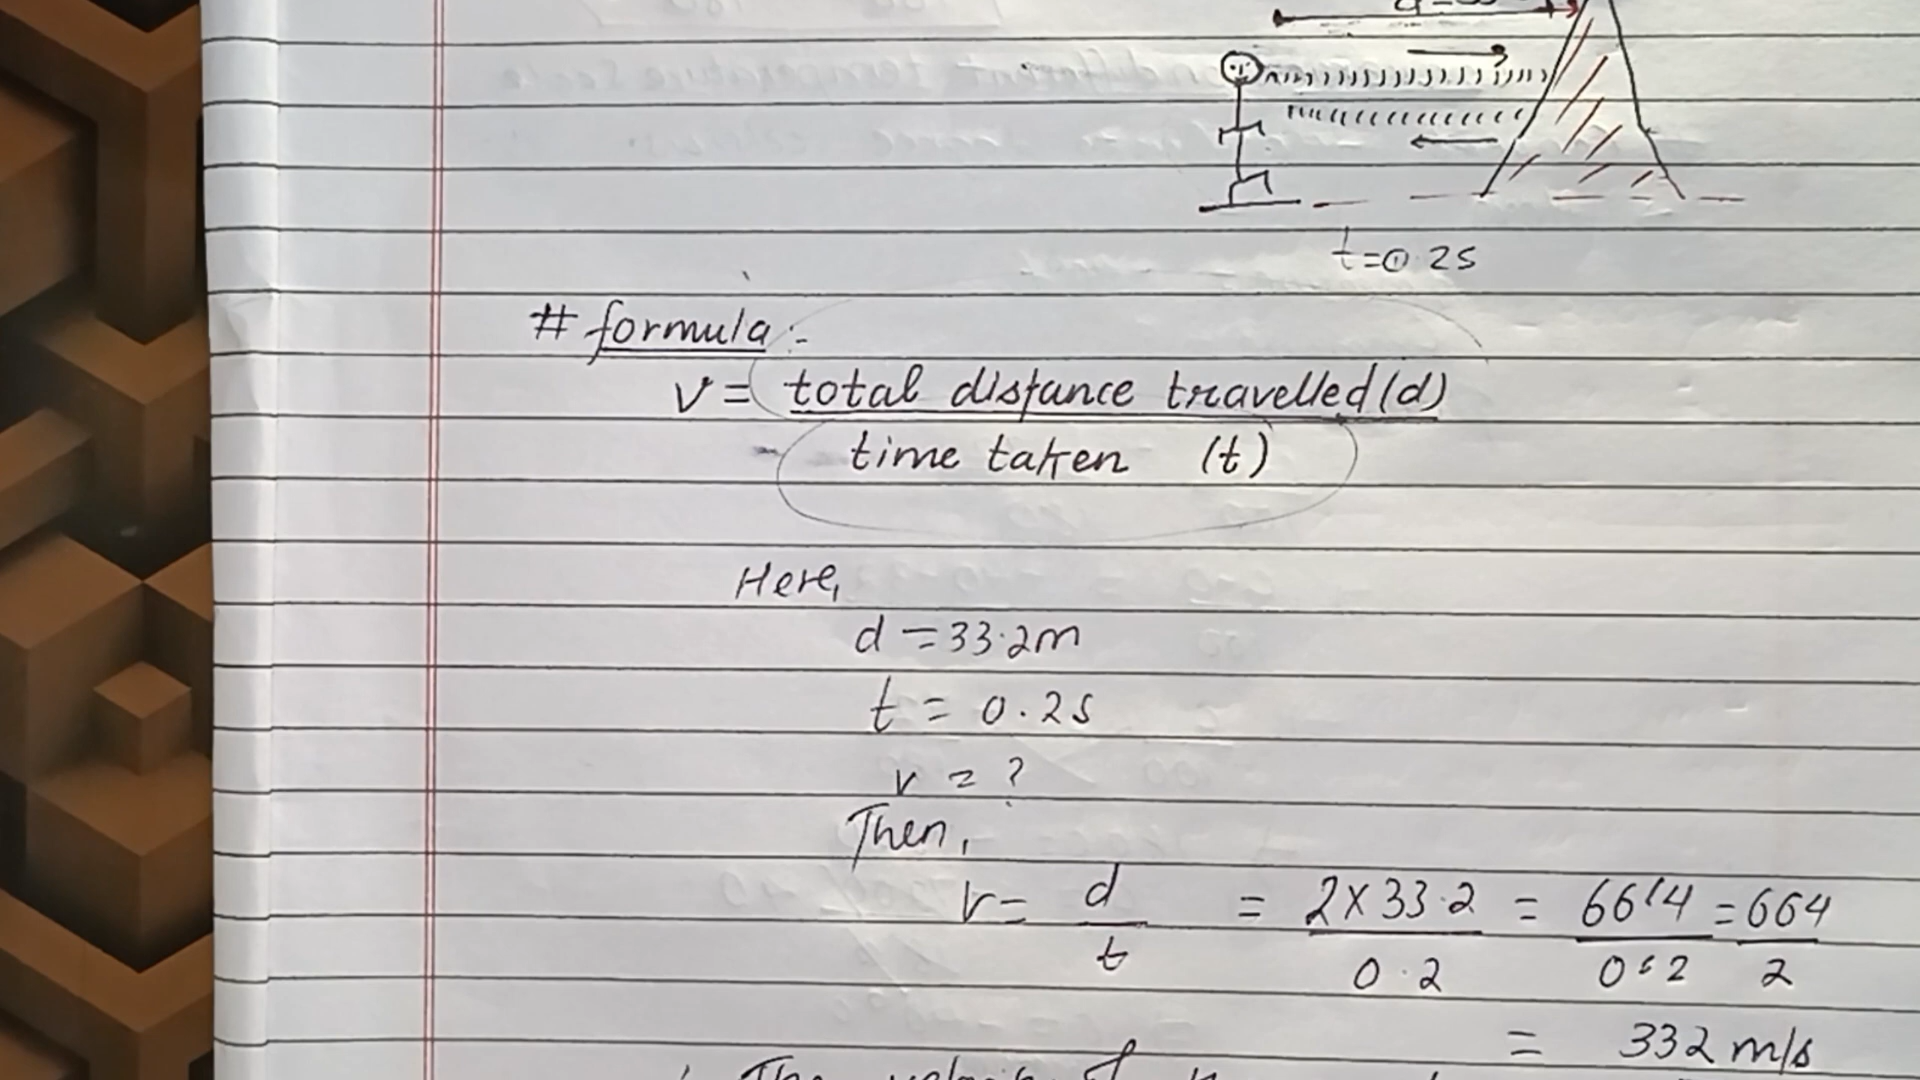 t=0.2s
# formula:-
v = total distance travelled (d)
time taken (t)
Here,
d = 33.2m
t = 0.2s
v = ?
Then,
v = d = 2 x 33.2 = 66.4 = 664
t 0.2 0.2 2
= 332 m/s